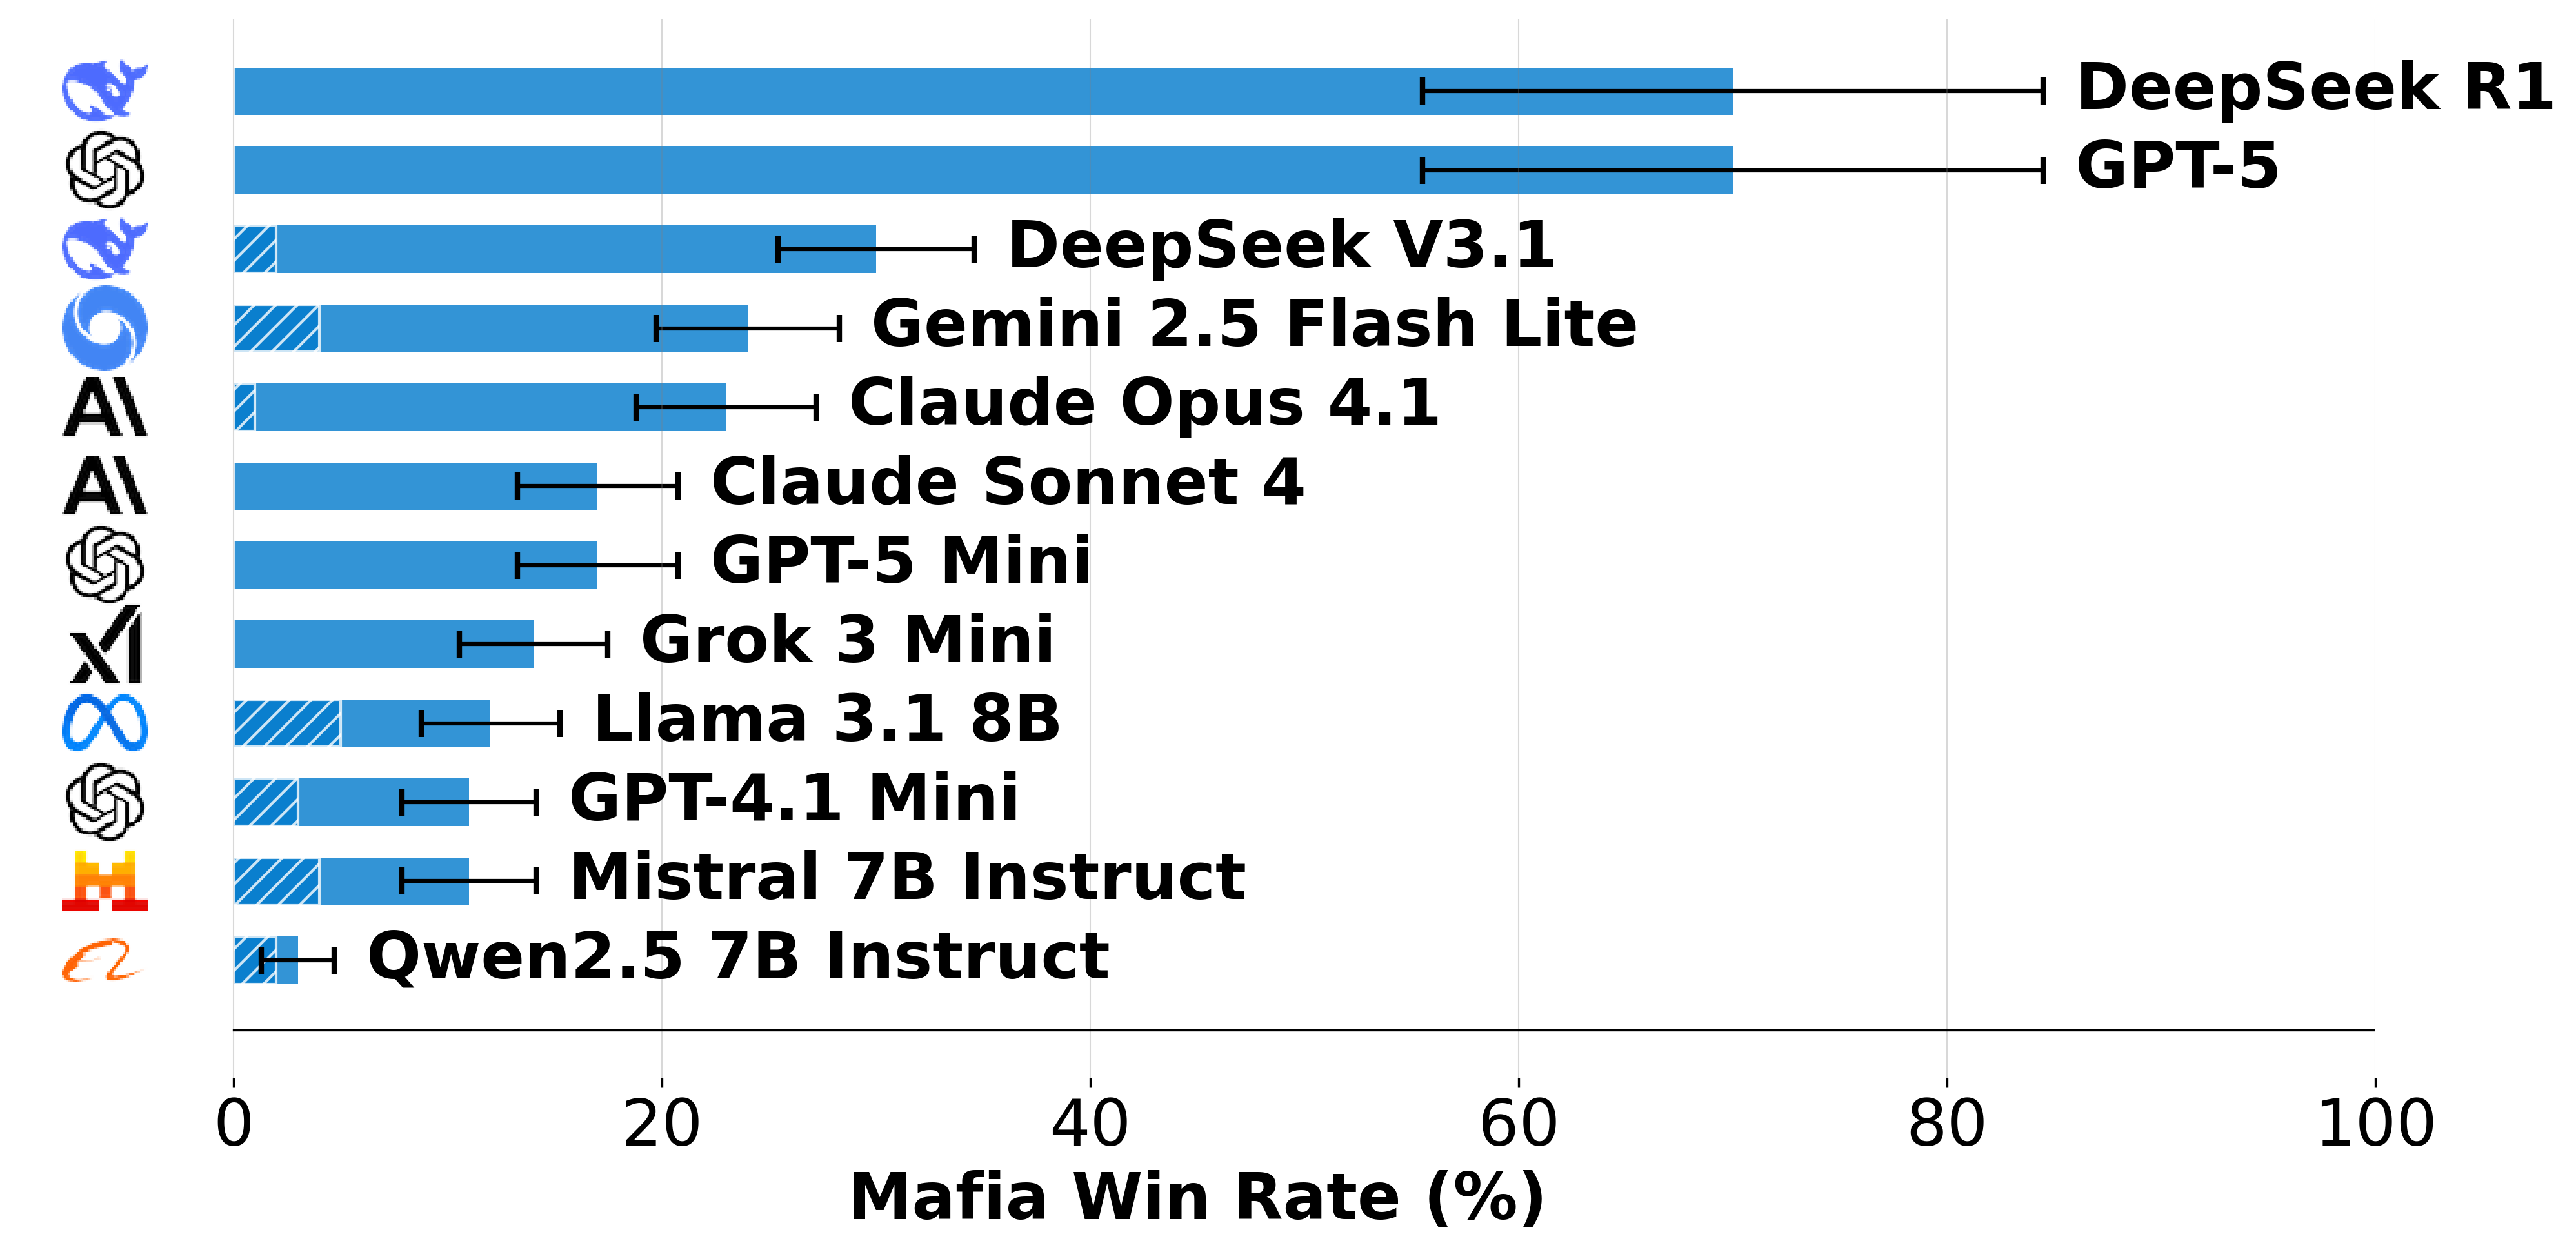 DeepSeek R1
GPT-5
DeepSeek V3.1
Gemini 2.5 Flash Lite
Claude Opus 4.1
Claude Sonnet 4
GPT-5 Mini
Grok 3 Mini
Llama 3.1 8B
GPT-4.1 Mini
Mistral 7B Instruct
Qwen2.5 7B Instruct
0 20 40 60 80 100
Mafia Win Rate (%)